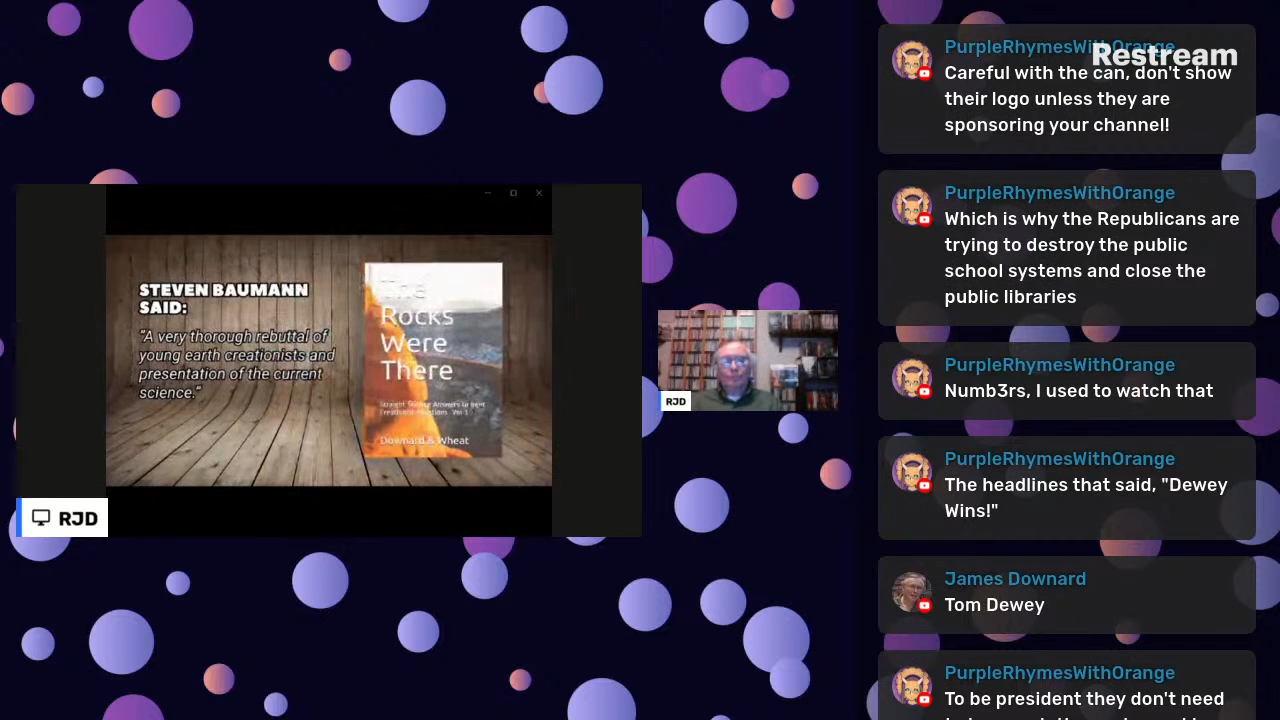 STEVEN BAUMANN
SAID:
"A very thorough rebuttal of
young earth creationists and
presentation of the current
science."
The
Rocks
Were
There
Downard & Wheat
RJD
RJD
Restream
PurpleRhymesWithOrange
Careful with the can, don't show
their logo unless they are
sponsoring your channel!
PurpleRhymesWithOrange
Which is why the Republicans are
trying to destroy the public
school systems and close the
public libraries
PurpleRhymesWithOrange
Numb3rs, I used to watch that
PurpleRhymesWithOrange
The headlines that said, "Dewey
Wins!"
James Downard
Tom Dewey
PurpleRhymesWithOrange
To be president they don't need